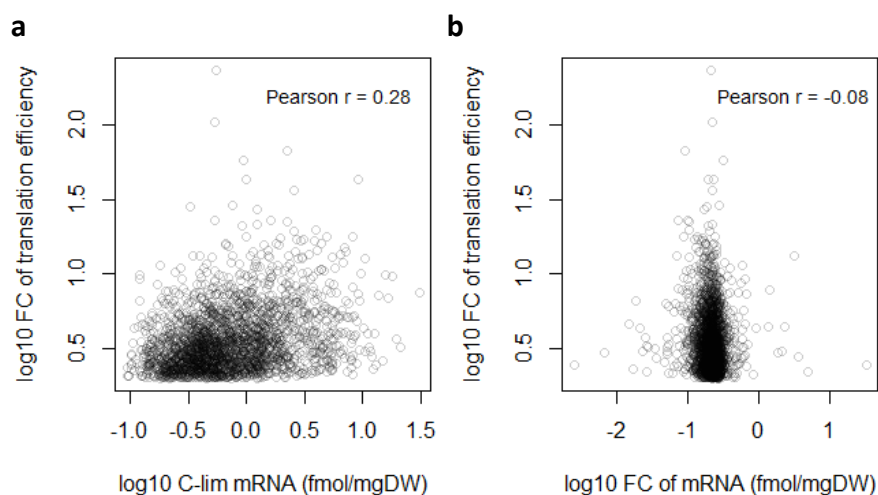 a
Pearson r = 0.28
log10 FC of translation efficiency
2.0
1.5
1.0
0.5
-1.0 -0.5 0.0 0.5 1.0 1.5
log10 C-lim mRNA (fmol/mgDW)
b
Pearson r = -0.08
log10 FC of translation efficiency
2.0
1.5
1.0
0.5
-2 -1 0 1
log10 FC of mRNA (fmol/mgDW)